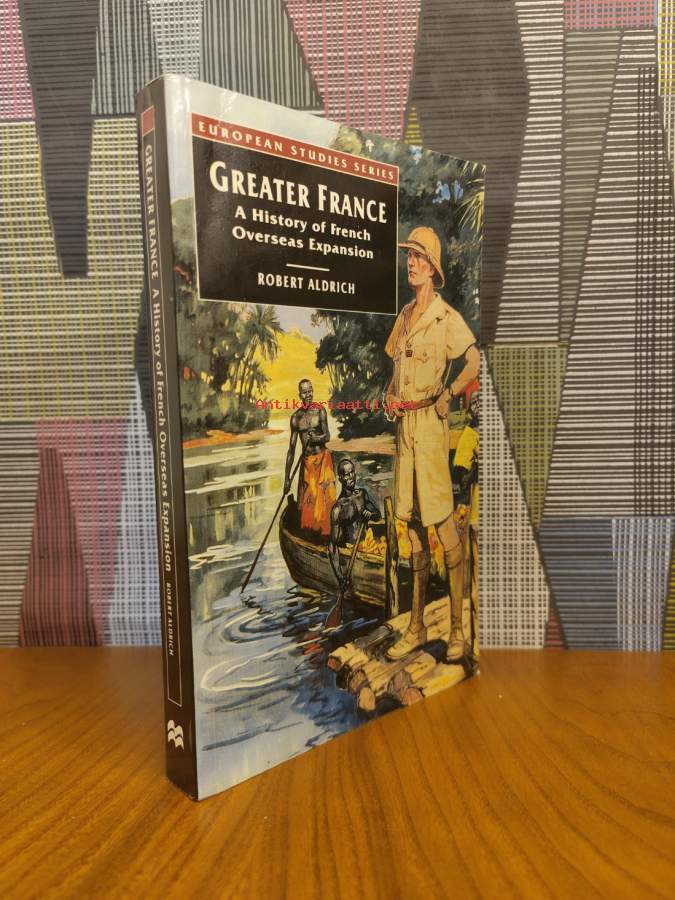 EUROPEAN STUDIES SERIES
GREATER FRANCE
A History of French
Overseas Expansion
ROBERT ALDRICH
Antikvariaatti.net
GREATER FRANCE A History of French Overseas Expansion ROBERT ALDRICH